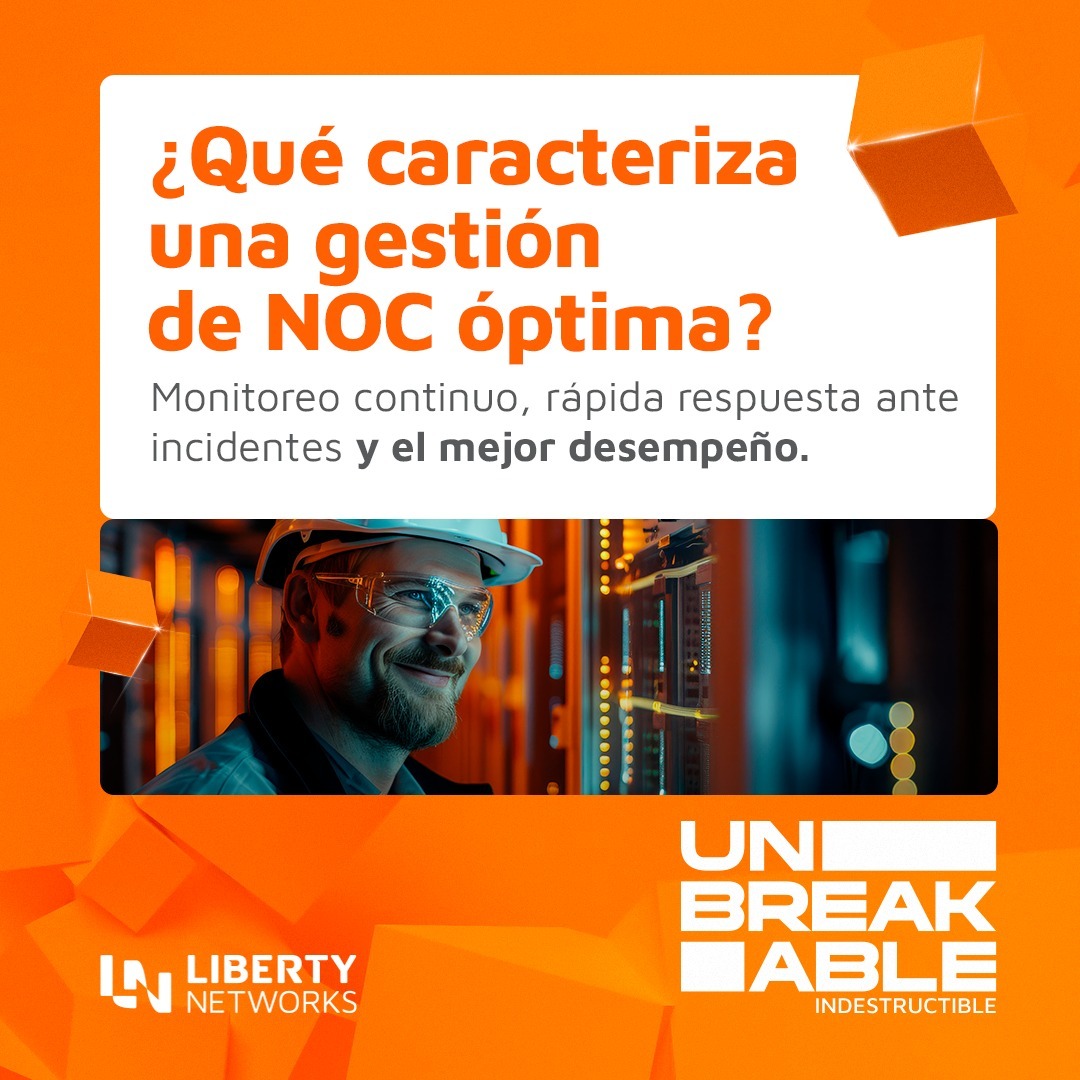 ¿Qué caracteriza
una gestión
de NOC óptima?
Monitoreo continuo, rápida respuesta ante
incidentes y el mejor desempeño.
UN
BREAK
ABLE
INDESTRUCTIBLE
LN LIBERTY
NETWORKS